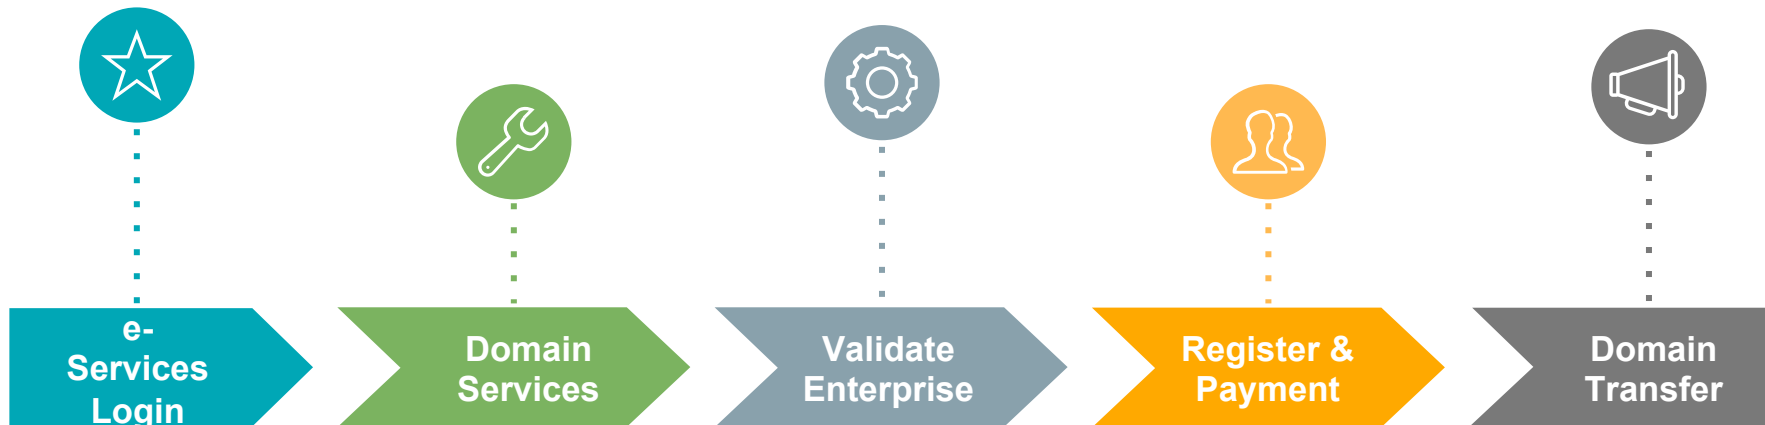 e-
Services
Login
Domain
Services
Validate
Enterprise
Register &
Payment
Domain
Transfer